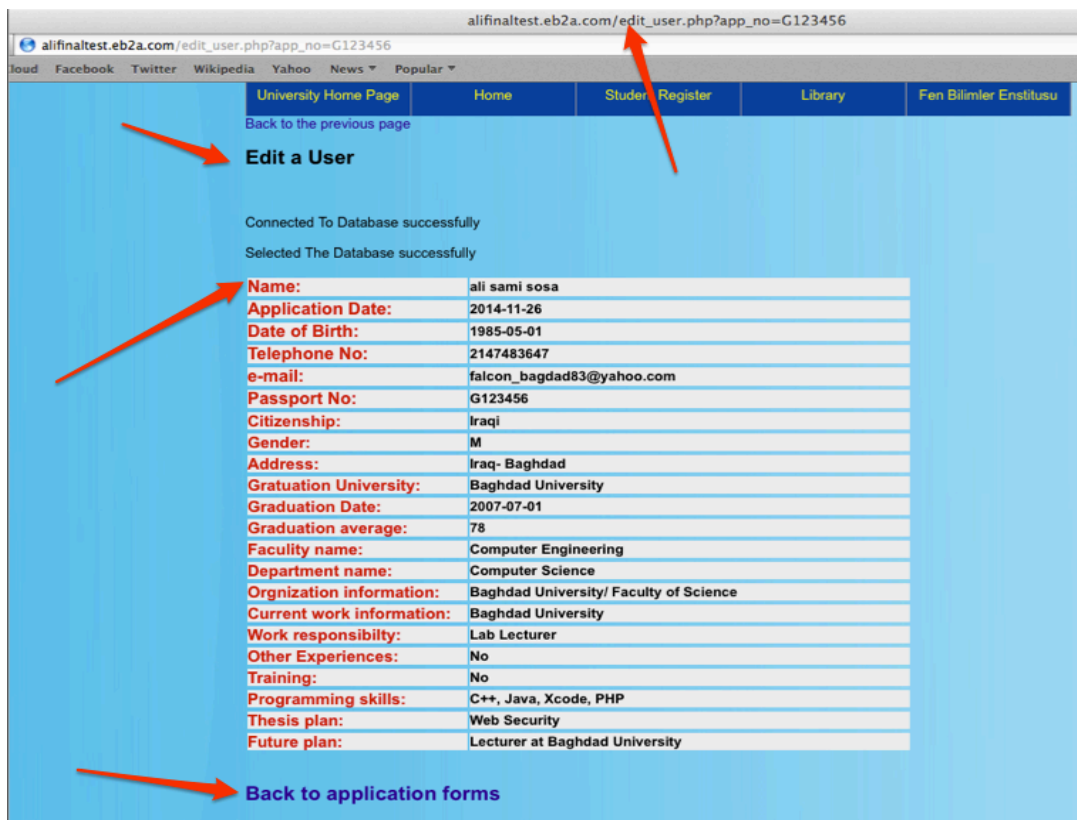 alifinaltest.eb2a.com/edit_user.php?app_no=G123456
alifinaltest.eb2a.com/edit_user.php?app_no=G123456
loud Facebook Twitter Wikipedia Yahoo News Popular
University Home Page Home Student Register Library Fen Bilimler Enstitusu
Back to the previous page
Edit a User
Connected To Database successfully
Selected The Database successfully
Name: ali sami sosa
Application Date: 2014-11-26
Date of Birth: 1985-05-01
Telephone No: 2147483647
e-mail: falcon_bagdad83@yahoo.com
Passport No: G123456
Citizenship: Iraqi
Gender: M
Address: Iraq- Baghdad
Gratuation University: Baghdad University
Graduation Date: 2007-07-01
Graduation average: 78
Faculity name: Computer Engineering
Department name: Computer Science
Orgnization information: Baghdad University/ Faculty of Science
Current work information: Baghdad University
Work responsibilty: Lab Lecturer
Other Experiences: No
Training: No
Programming skills: C++, Java, Xcode, PHP
Thesis plan: Web Security
Future plan: Lecturer at Baghdad University
Back to application forms